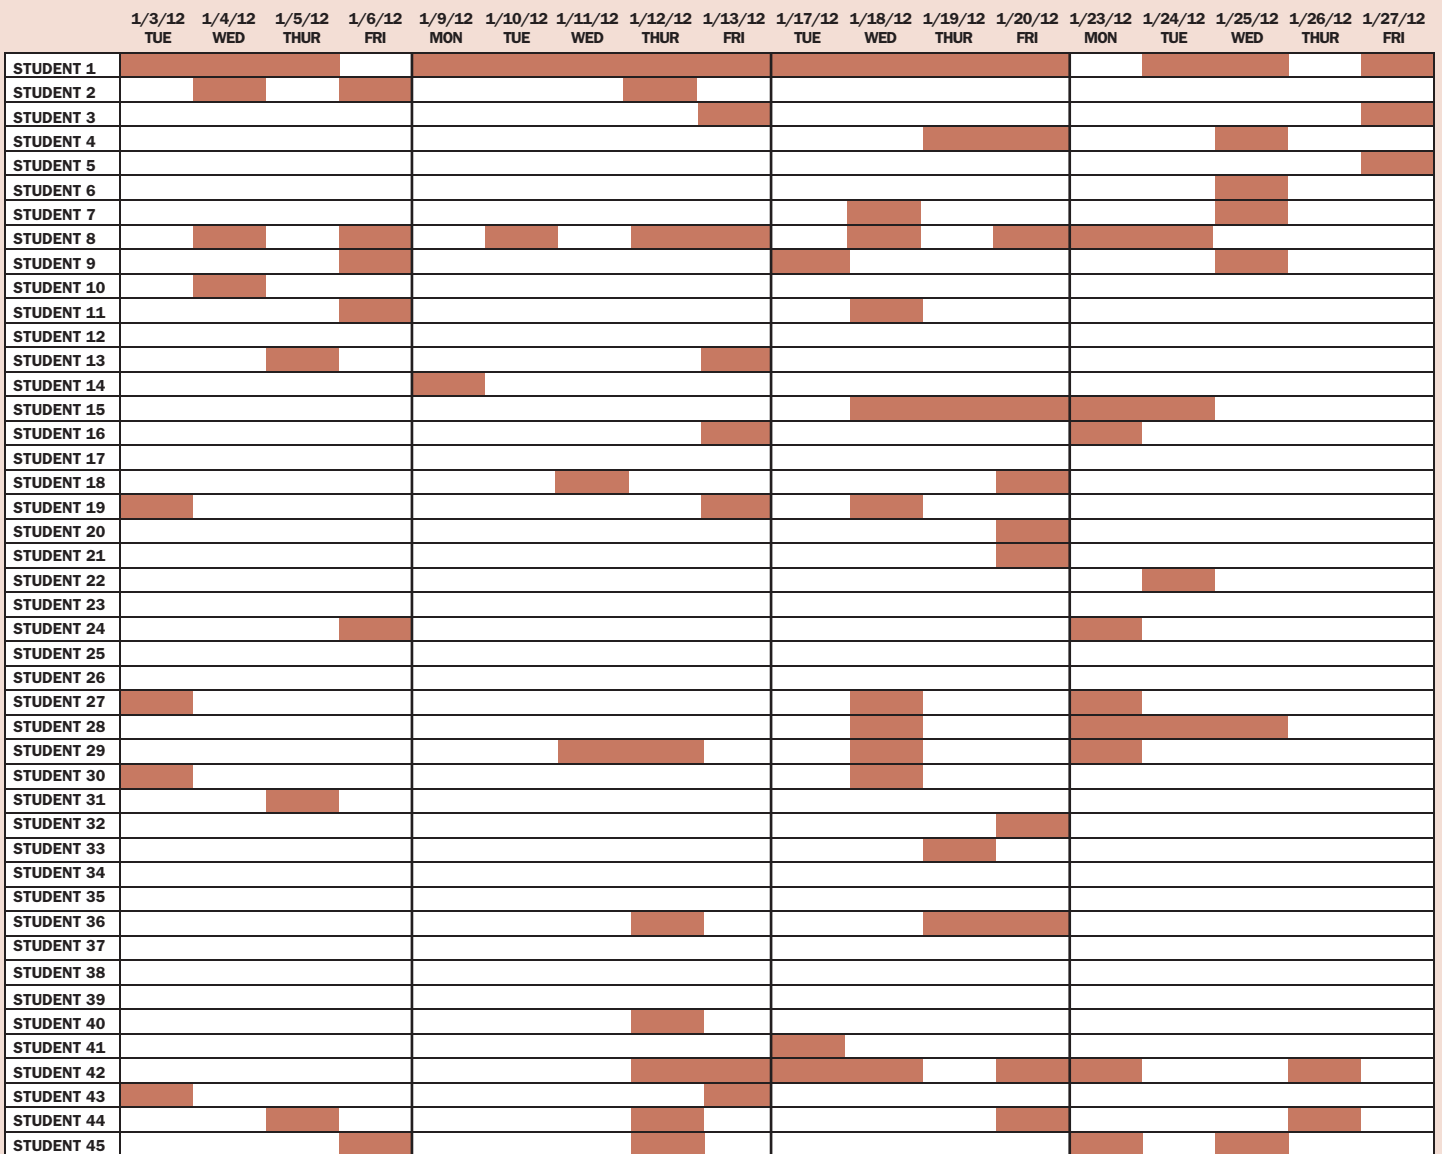 1/3/12 1/4/12 1/5/12 1/6/12 1/9/12 1/10/12 1/11/12 1/12/12 1/13/12 1/17/12 1/18/12 1/19/12 1/20/12 1/23/12 1/24/12 1/25/12 1/26/12 1/27/12
TUE WED THUR FRI MON TUE WED THUR FRI TUE WED THUR FRI MON TUE WED THUR FRI
STUDENT 1
STUDENT 2
STUDENT 3
STUDENT 4
STUDENT 5
STUDENT 6
STUDENT 7
STUDENT 8
STUDENT 9
STUDENT 10
STUDENT 11
STUDENT 12
STUDENT 13
STUDENT 14
STUDENT 15
STUDENT 16
STUDENT 17
STUDENT 18
STUDENT 19
STUDENT 20
STUDENT 21
STUDENT 22
STUDENT 23
STUDENT 24
STUDENT 25
STUDENT 26
STUDENT 27
STUDENT 28
STUDENT 29
STUDENT 30
STUDENT 31
STUDENT 32
STUDENT 33
STUDENT 34
STUDENT 35
STUDENT 36
STUDENT 37
STUDENT 38
STUDENT 39
STUDENT 40
STUDENT 41
STUDENT 42
STUDENT 43
STUDENT 44
STUDENT 45